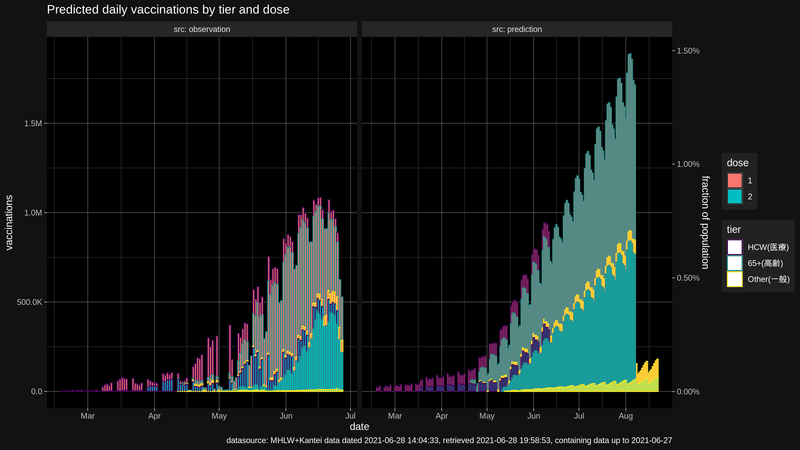 Predicted daily vaccinations by tier and dose
src: observation
src: prediction
1.5M
1.0M
500.0K
0.0
vaccinations
1.50%
1.00%
0.50%
0.00%
fraction of population
Mar Apr May Jun Jul
Mar Apr May Jun Jul Aug
date
dose
1
2
tier
HCW(医療)
65+(高齢)
Other(一般)
datasource: MHLW+Kantei data dated 2021-06-28 14:04:33, retrieved 2021-06-28 19:58:53, containing data up to 2021-06-27